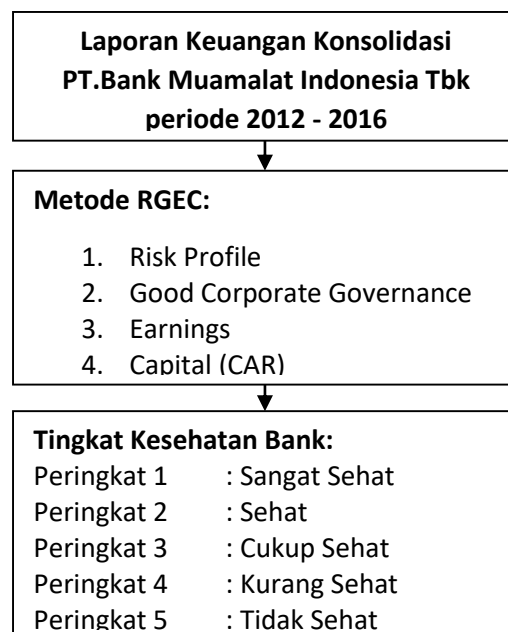 Laporan Keuangan Konsolidasi
PT.Bank Muamalat Indonesia Tbk
periode 2012 - 2016
Metode RGEC:
1. Risk Profile
2. Good Corporate Governance
3. Earnings
4. Capital (CAR)
Tingkat Kesehatan Bank:
Peringkat 1 : Sangat Sehat
Peringkat 2 : Sehat
Peringkat 3 : Cukup Sehat
Peringkat 4 : Kurang Sehat
Peringkat 5 : Tidak Sehat